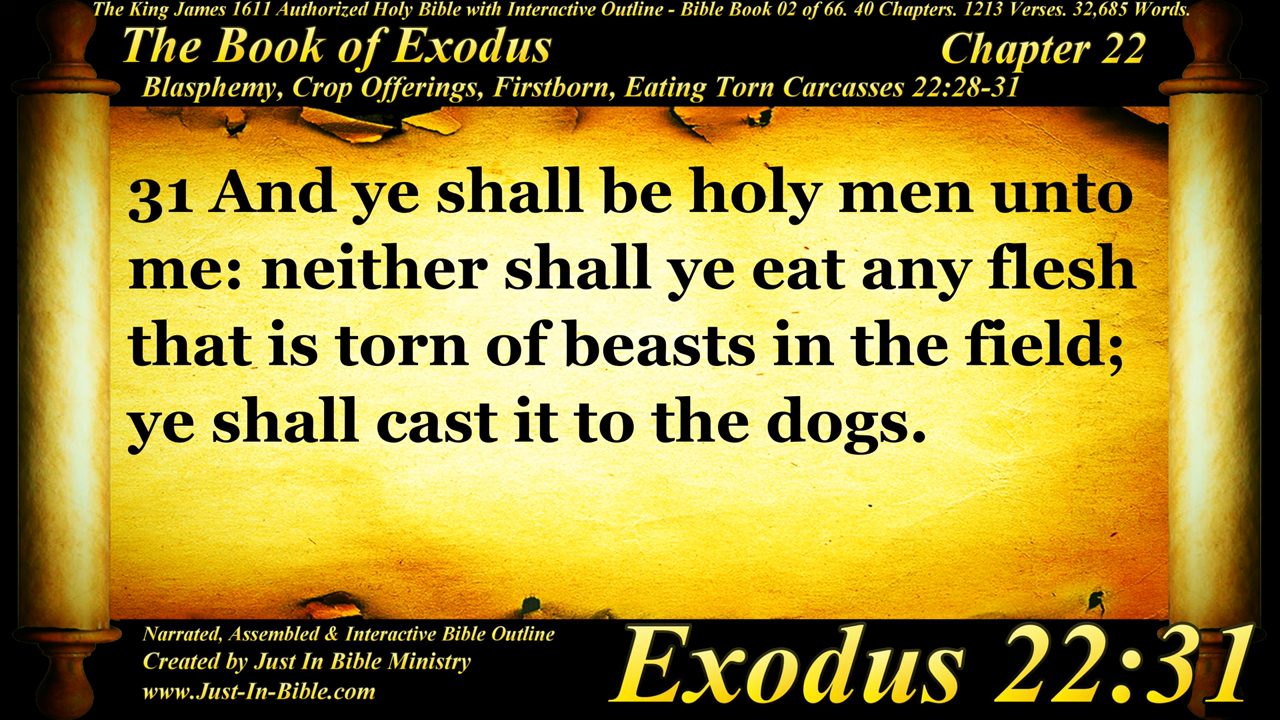 The King James 1611 Authorized Holy Bible with Interactive Outline - Bible Book 02 of 66. 40 Chapters. 1213 Verses. 32,685 Words.
The Book of Exodus
Chapter 22
Blasphemy, Crop Offerings, Firstborn, Eating Torn Carcasses 22:28-31
31 And ye shall be holy men unto
me: neither shall ye eat any flesh
that is torn of beasts in the field;
ye shall cast it to the dogs.
Narrated, Assembled & Interactive Bible Outline
Created by Just In Bible Ministry
www.Just-In-Bible.com
Exodus 22:31